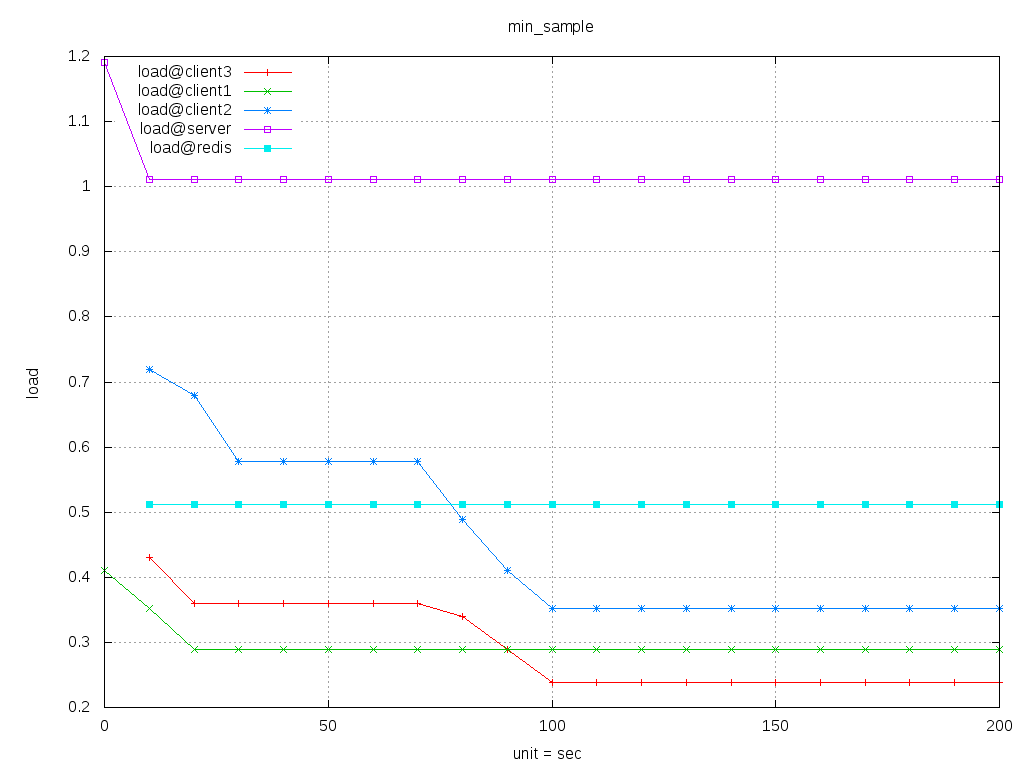 min_sample
load@client3
load@client1
load@client2
load@server
load@redis
1.2
1.1
1
0.9
0.8
0.7
0.6
0.5
0.4
0.3
0.2
load
0 50 100 150 200
unit = sec